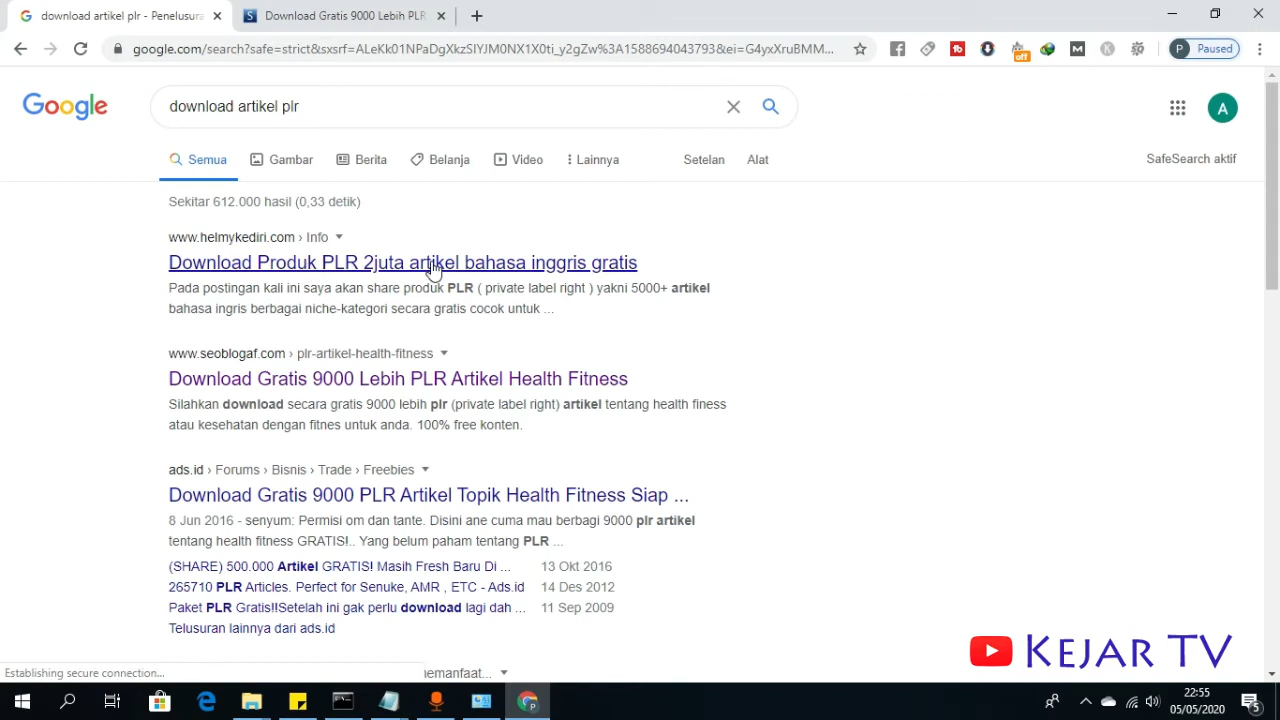 download artikel plr - Penelusura
Download Gratis 9000 Lebih PLR
google.com/search?safe=strict&sxsrf=ALeKk01NPaDgXkzSIYJM0NX1X0ti_y2gZw%3A1588694043793&ei=G4yxXruBMM...
off
M
K
P Paused
Google
download artikel plr
A
Semua Gambar Berita Belanja Video Lainnya Setelan Alat SafeSearch aktif
Sekitar 612.000 hasil (0,33 detik)
www.helmykediri.com › Info
Download Produk PLR 2juta artikel bahasa inggris gratis
Pada postingan kali ini saya akan share produk PLR ( private label right ) yakni 5000+ artikel
bahasa ingris berbagai niche-kategori secara gratis cocok untuk ...
www.seoblogaf.com › plr-artikel-health-fitness
Download Gratis 9000 Lebih PLR Artikel Health Fitness
Silahkan download secara gratis 9000 lebih plr (private label right) artikel tentang health finess
atau kesehatan dengan fitnes untuk anda. 100% free konten.
ads.id › Forums › Bisnis › Trade › Freebies
Download Gratis 9000 PLR Artikel Topik Health Fitness Siap ...
8 Jun 2016 - senyum: Permisi om dan tante. Disini ane cuma mau berbagi 9000 plr artikel
tentang health fitness GRATIS!.. Yang belum paham tentang PLR ...
(SHARE) 500.000 Artikel GRATIS! Masih Fresh Baru Di ... 13 Okt 2016
265710 PLR Articles. Perfect for Senuke, AMR , ETC - Ads.id 14 Des 2012
Paket PLR Gratis!!Setelah ini gak perlu download lagi dah ... 11 Sep 2009
Telusuran lainnya dari ads.id
KEJAR TV
Establishing secure connection...
nemanfaat...
22:55
05/05/2020
5